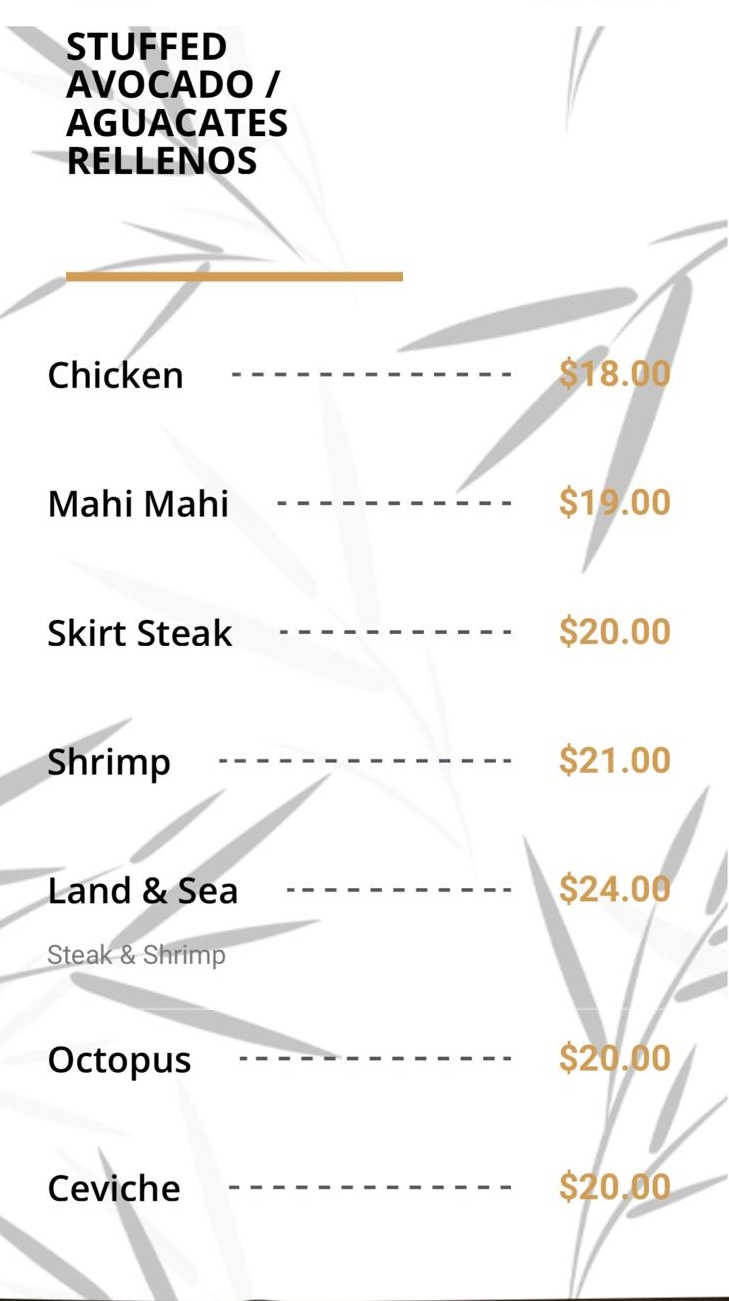 STUFFED
AVOCADO /
AGUACATES
RELLENOS
Chicken $18.00
Mahi Mahi $19.00
Skirt Steak $20.00
Shrimp $21.00
Land & Sea $24.00
Steak & Shrimp
Octopus $20.00
Ceviche $20.00